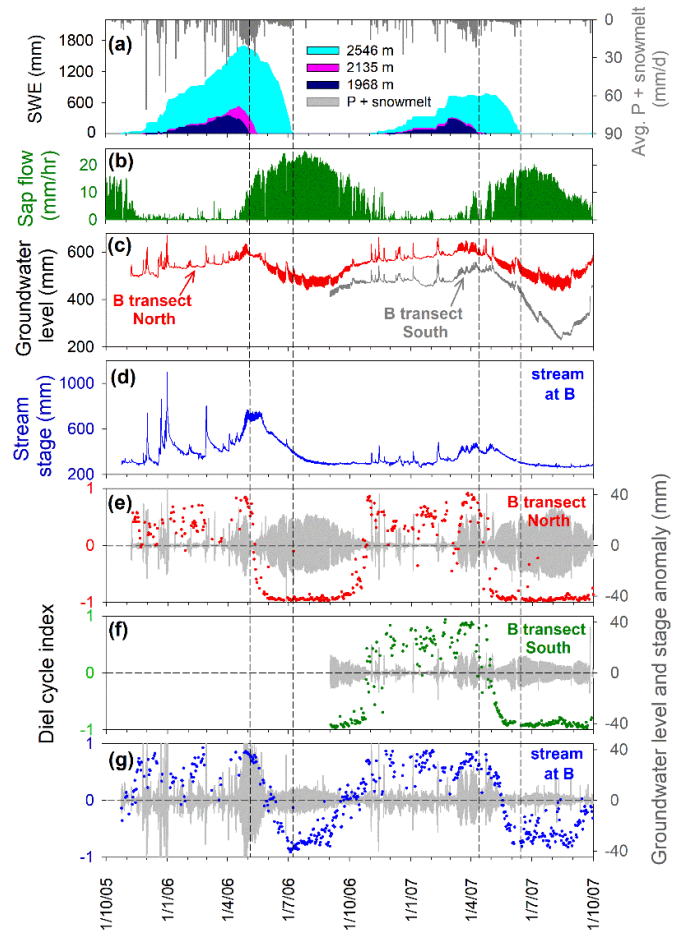 (a)
SWE (mm)
1800
1200
600
0
2546 m
2135 m
1968 m
P + snowmelt
0
20
40
60
90
Avg. P + snowmelt
(mm/d)
(b)
Sap flow
(mm/hr)
20
10
0
(c)
Groundwater
level (mm)
600
400
200
B transect
North
B transect
South
(d)
Stream
stage (mm)
1000
600
200
stream
at B
(e)
1
0
-1
B transect
North
40
0
-40
(f)
1
0
-1
B transect
South
40
0
-40
(g)
1
0
-1
stream
at B
40
0
-40
Diel cycle index
Groundwater level and stage anomaly (mm)
1/10/05
1/1/06
1/4/06
1/7/06
1/10/06
1/1/07
1/4/07
1/7/07
1/10/07